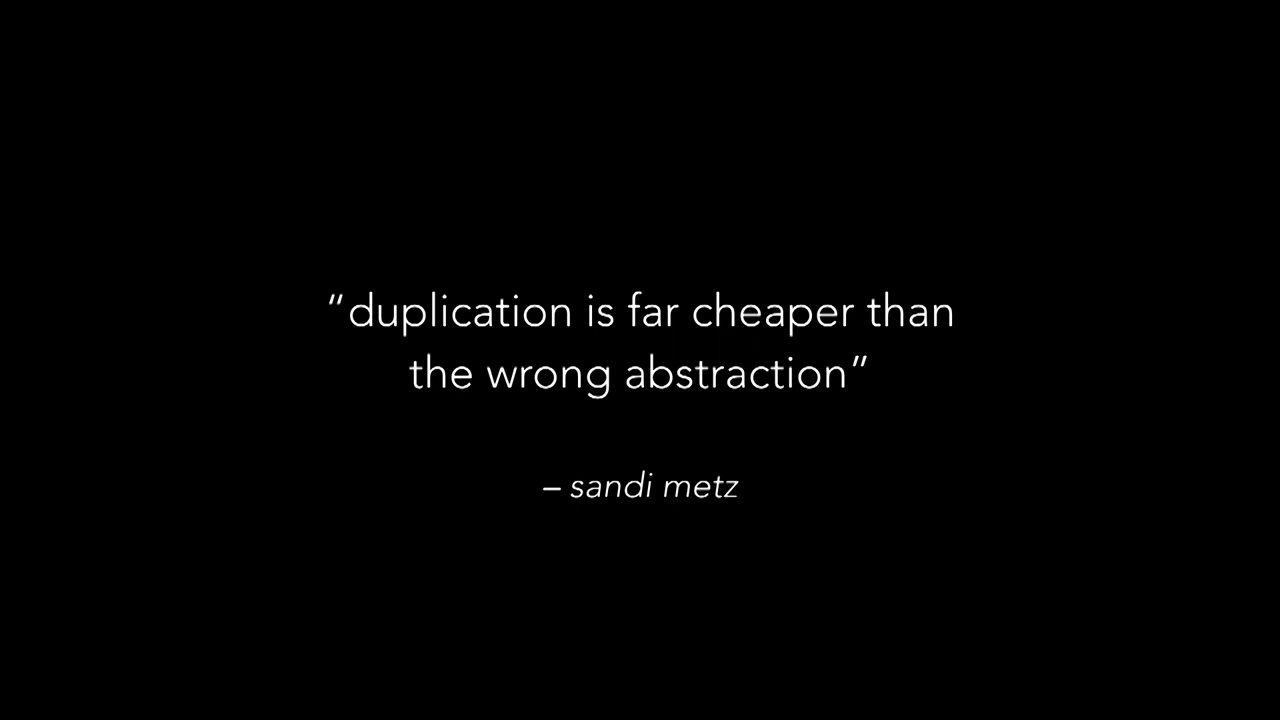 “duplication is far cheaper than
the wrong abstraction”
– sandi metz